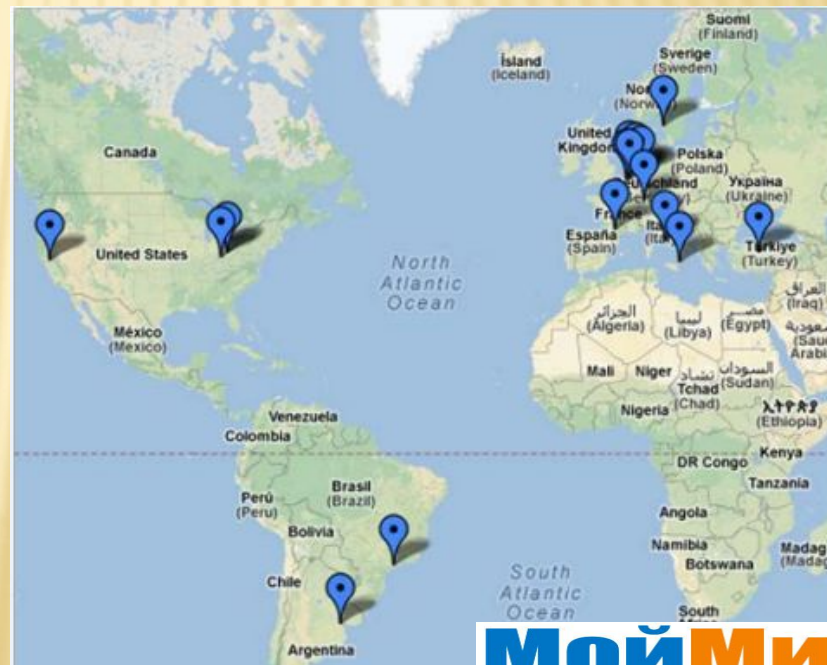 Suomi
(Finland)
Ísland
(Iceland)
Sverige
(Sweden)
(Norway)
Canada
United
Kingdom
Polska
(Poland)
Україна
(Ukraine)
France
United States
España
(Spain)
Türkiye
(Turkey)
North
Atlantic
Ocean
العراق
(Iraq)
الجزائر
(Algeria)
ليبيا
(Libya)
مصر
(Egypt)
México
(Mexico)
Mali
Niger
تشاد
Tchad
(Chad)
السودان
(Sudan)
Nigeria
ኢትዮጵያ
(Ethiopia)
Venezuela
Colombia
DR Congo
Kenya
Tanzania
Perú
(Peru)
Brasil
(Brazil)
Angola
Bolivia
Namibia
Botswana
Chile
South
Atlantic
Ocean
South
Argentina
МойМи